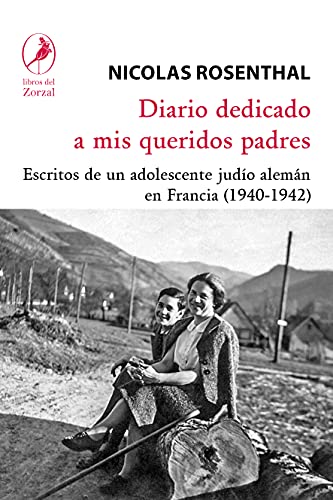 libros del
Zorzal
NICOLAS ROSENTHAL
Diario dedicado
a mis queridos padres
Escritos de un adolescente judío alemán
en Francia (1940-1942)